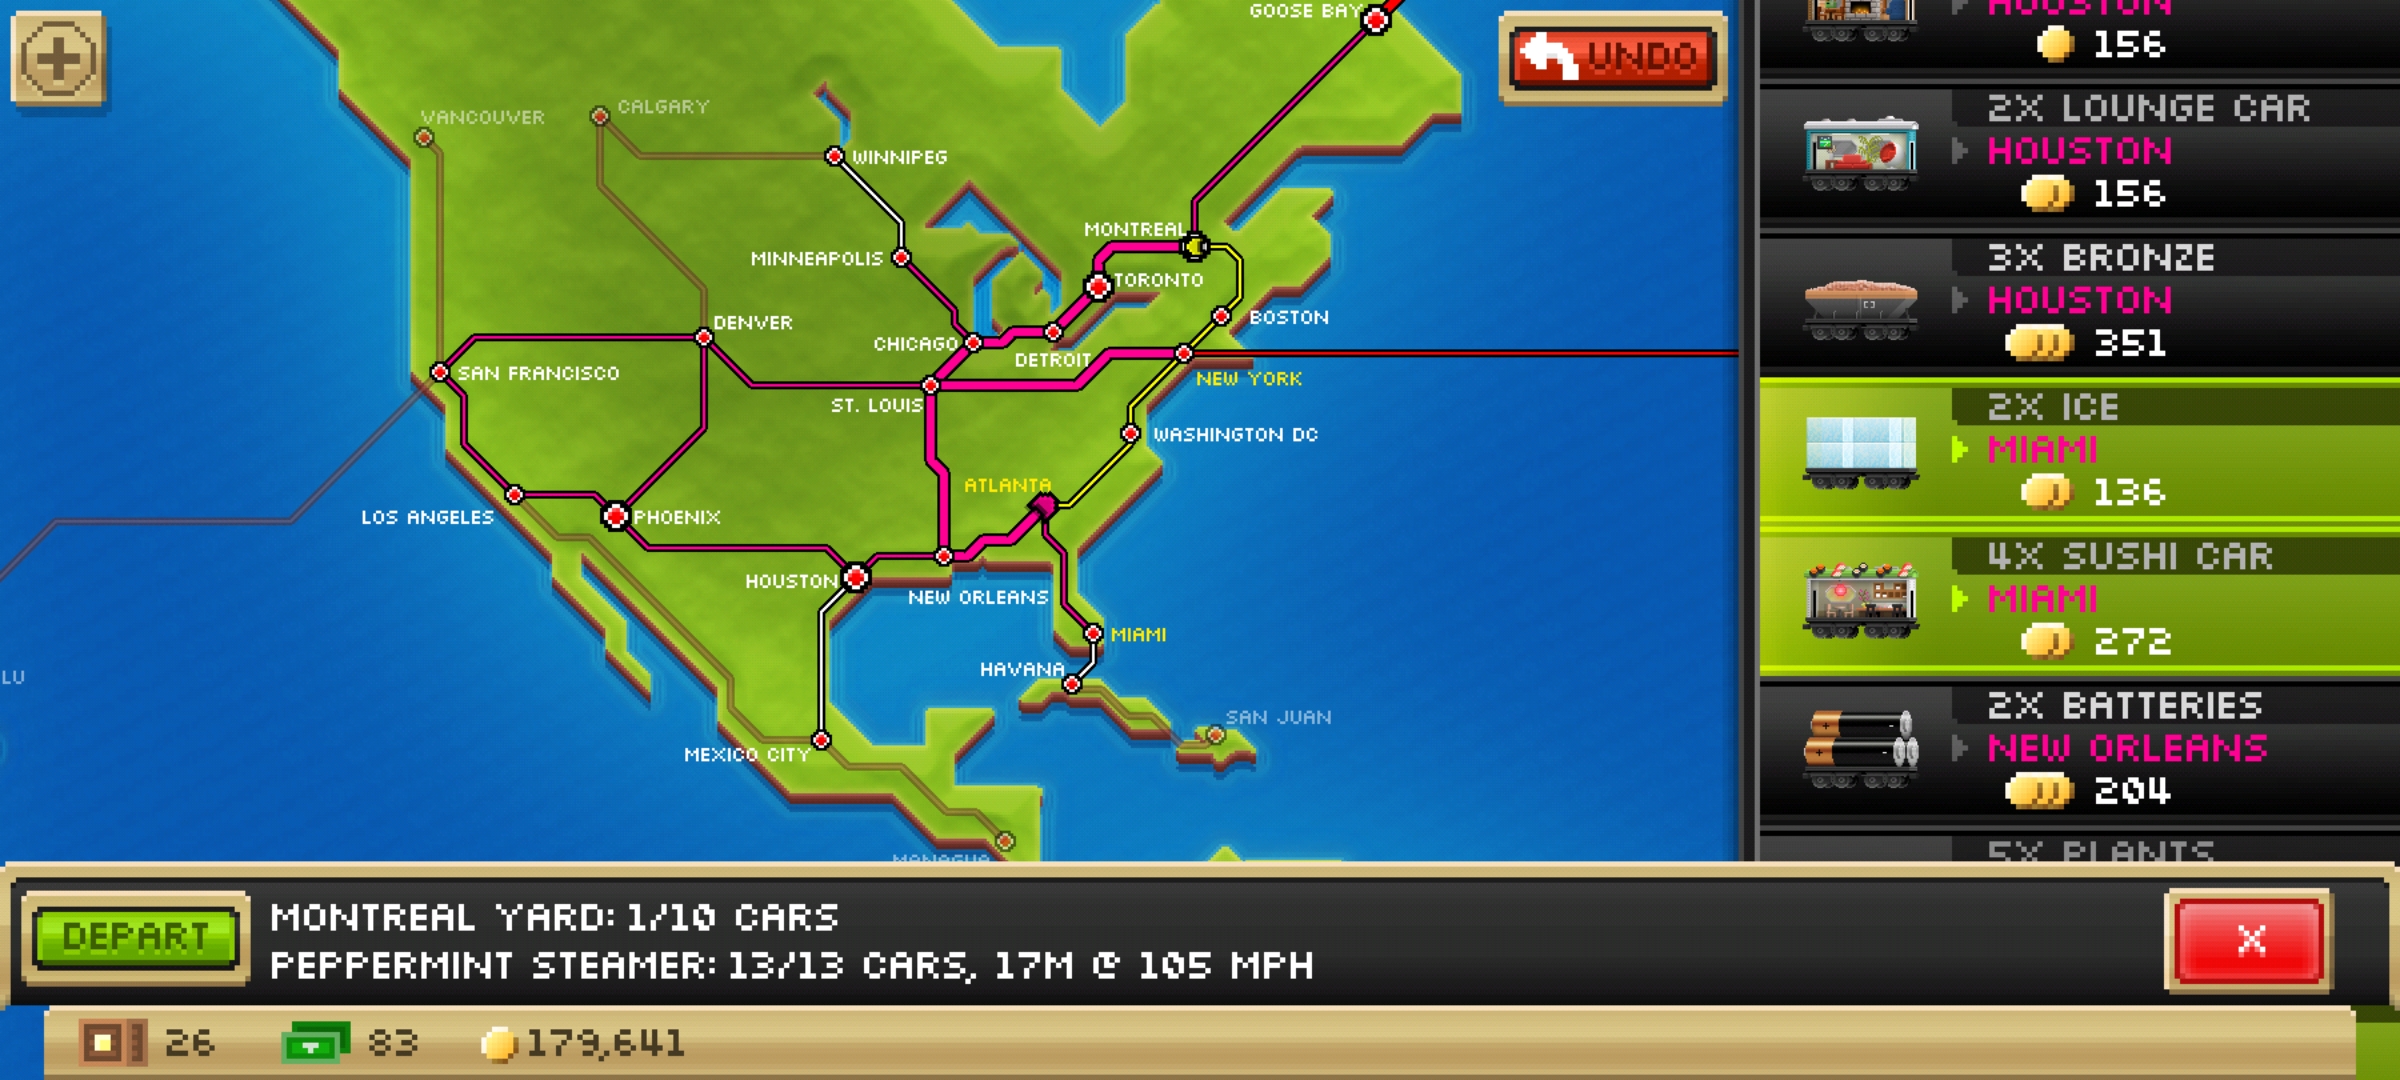 GOOSE BAY
UNDO
VANCOUVER
CALGARY
WINNIPEG
MINNEAPOLIS
MONTREAL
TORONTO
BOSTON
DENVER
CHICAGO
DETROIT
SAN FRANCISCO
NEW YORK
ST. LOUIS
WASHINGTON DC
ATLANTA
LOS ANGELES
PHOENIX
HOUSTON
NEW ORLEANS
MIAMI
HAVANA
LU
SAN JUAN
MEXICO CITY
MANAGUA
HOUSTON
156
2X LOUNGE CAR
HOUSTON
156
3X BRONZE
HOUSTON
351
2X ICE
MIAMI
136
4X SUSHI CAR
MIAMI
272
2X BATTERIES
NEW ORLEANS
204
5X PLANTS
DEPART
MONTREAL YARD: 1/10 CARS
PEPPERMINT STEAMER: 13/13 CARS, 17M @ 105 MPH
X
26
83
179,641